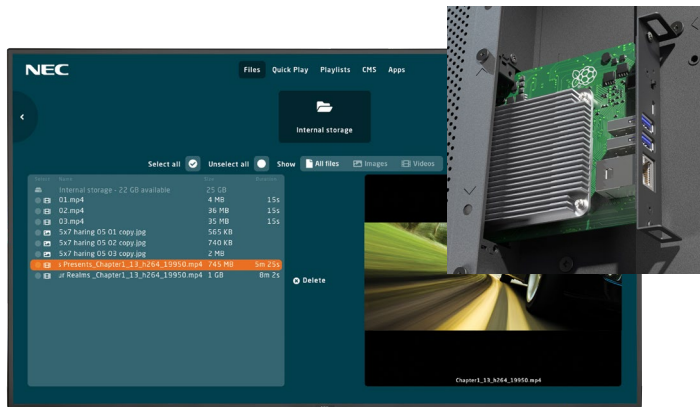 NEC
Files Quick Play Playlists CMS Apps
Internal storage
Select all Unselect all Show All files Images Videos
Select Name Size Duration
Internal storage - 22 GB available 25 GB
01.mp4 4 MB 15s
02.mp4 36 MB 15s
03.mp4 35 MB 15s
5x7 haring 05 01 copy.jpg 565 KB
5x7 haring 05 02 copy.jpg 740 KB
5x7 haring 05 03 copy.jpg 2 MB
Presents_Chapter1_13_h264_19950.mp4 745 MB 5m 25s
Realms _Chapter1_13_h264_19950.mp4 1 GB 8m 2s
Delete
Chapter1_13_h264_19950.mp4